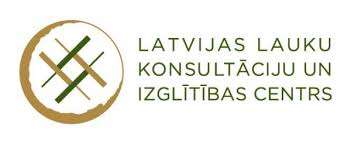 LATVIJAS LAUKU
KONSULTĀCIJU UN
IZGLĪTĪBAS CENTRS